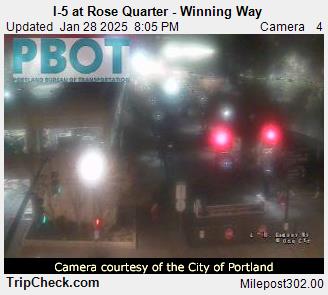 I-5 at Rose Quarter - Winning Way
Updated Jan 28 2025 8:05 PM Camera 4
PBOT
PORTLAND BUREAU OF TRANSPORTATION
Camera courtesy of the City of Portland
TripCheck.com Milepost302.00